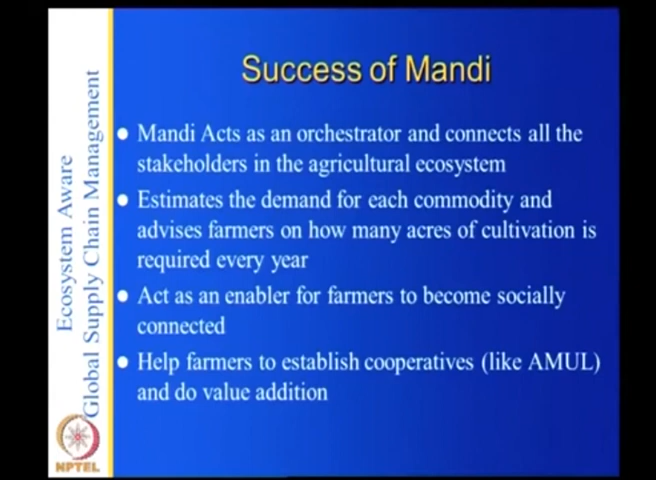 Success of Mandi
Mandi Acts as an orchestrator and connects all the
stakeholders in the agricultural ecosystem
Estimates the demand for each commodity and
advises farmers on how many acres of cultivation is
required every year
Act as an enabler for farmers to become socially
connected
Help farmers to establish cooperatives (like AMUL)
and do value addition
Ecosystem Aware
Global Supply Chain Management
NPTEL